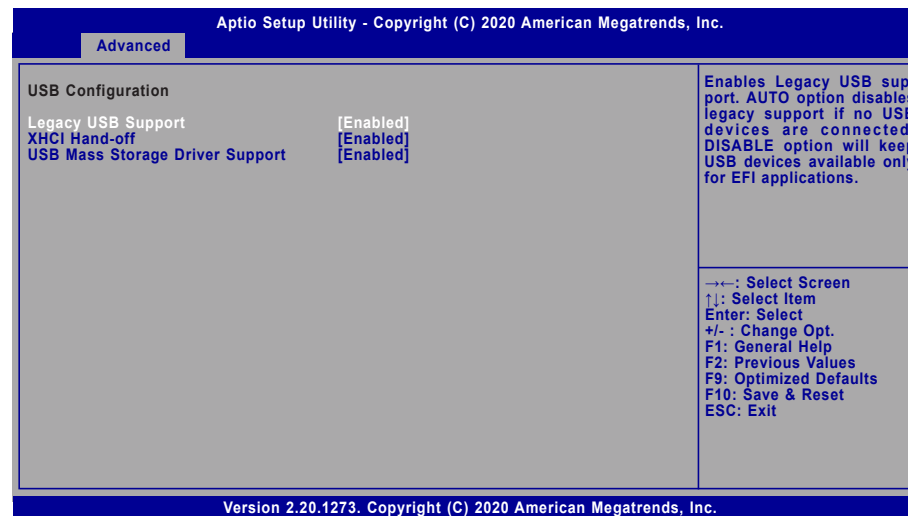 Aptio Setup Utility - Copyright (C) 2020 American Megatrends, Inc.
Advanced
USB Configuration
Legacy USB Support [Enabled]
XHCI Hand-off [Enabled]
USB Mass Storage Driver Support [Enabled]
Enables Legacy USB sup
port. AUTO option disables
legacy support if no USB
devices are connected
DISABLE option will keep
USB devices available only
for EFI applications.
→←: Select Screen
↑↓: Select Item
Enter: Select
+/- : Change Opt.
F1: General Help
F2: Previous Values
F9: Optimized Defaults
F10: Save & Reset
ESC: Exit
Version 2.20.1273. Copyright (C) 2020 American Megatrends, Inc.